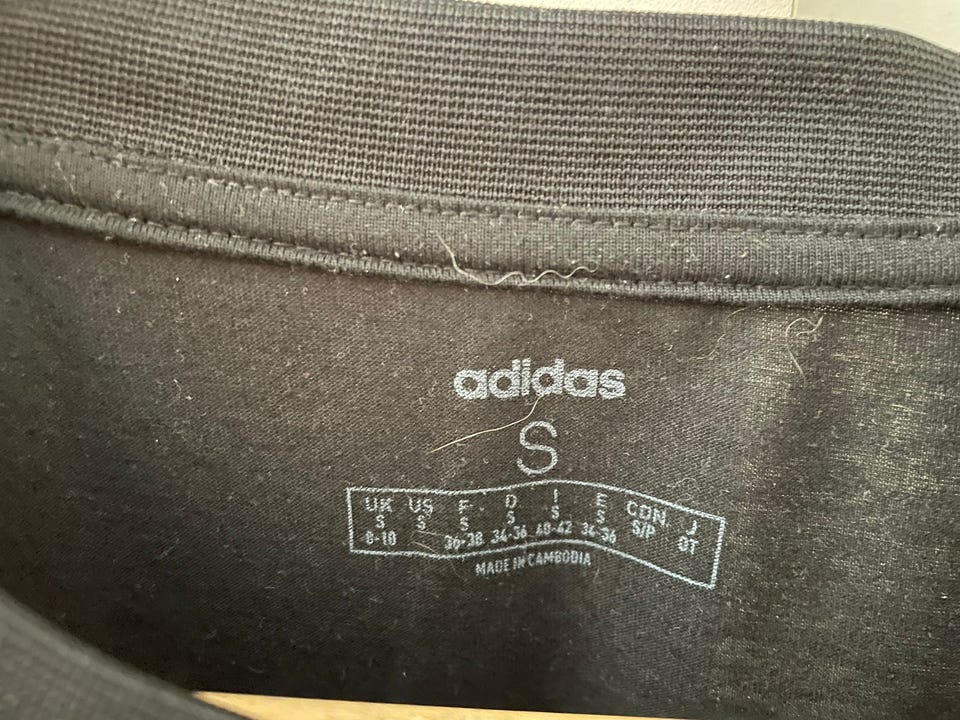 adidas
S
UK US F D I E CDN J
S S S S S S S/P OT
8-10 36-38 34-36 40-42 34-36
MADE IN CAMBODIA